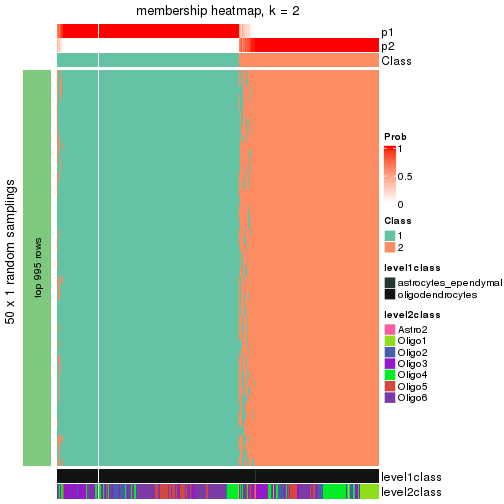 membership heatmap, k = 2
p1
p2
Class
50 x 1 random samplings
top 995 rows
Prob
1
0.5
0
Class
1
2
level1class
astrocytes_ependymal
oligodendrocytes
level2class
Astro2
Oligo1
Oligo2
Oligo3
Oligo4
Oligo5
Oligo6
level1class
level2class